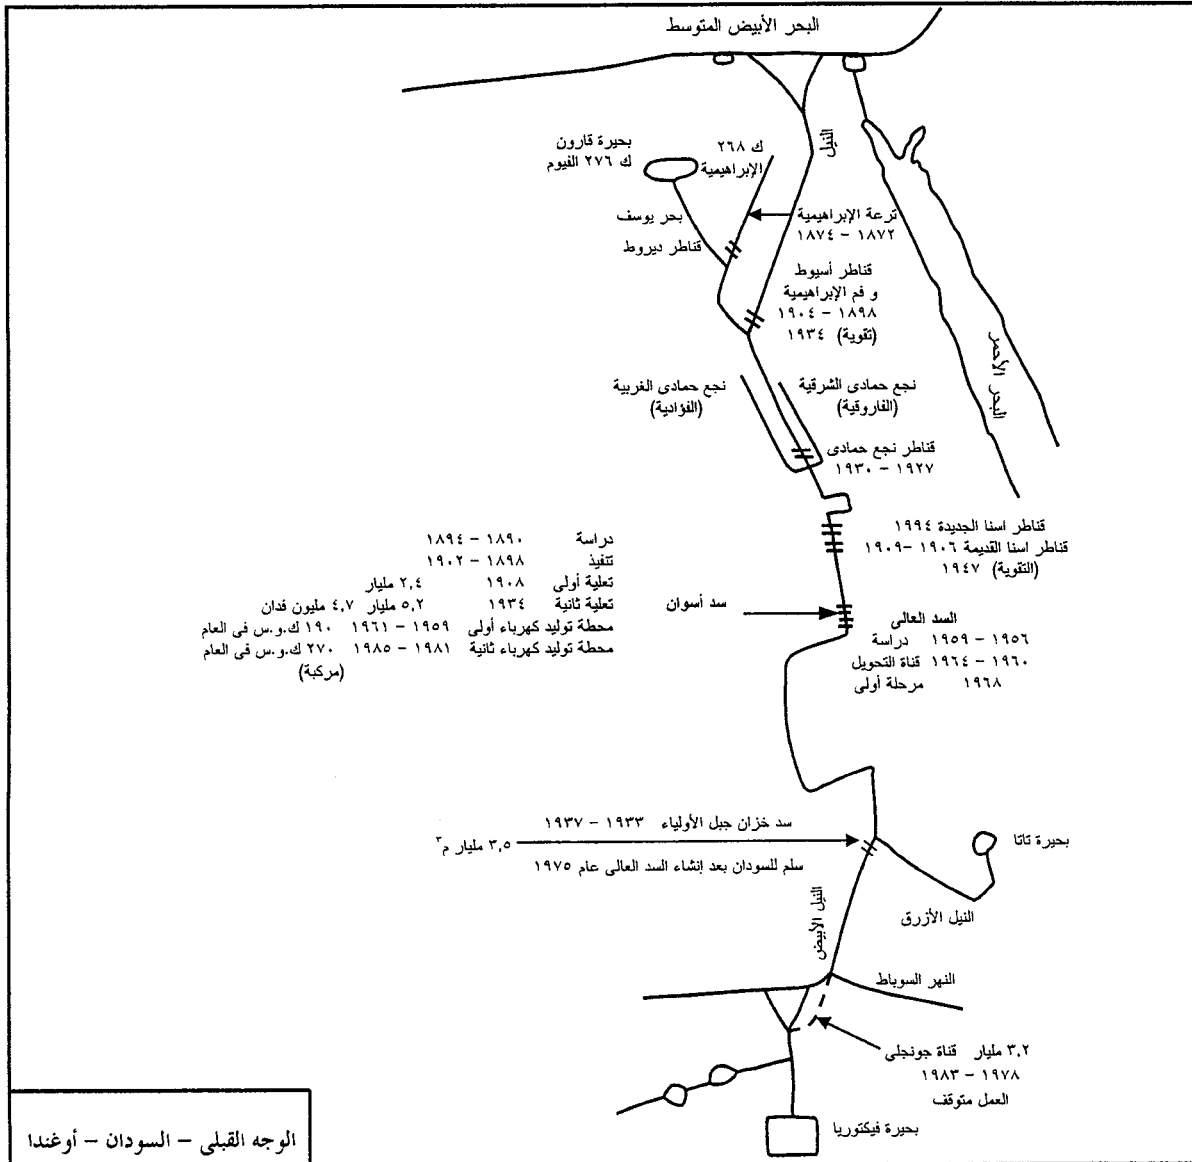 البحر الأبيض المتوسط
النيل
ك ٢٦٨
الإبراهيمية
بحيرة قارون
ك ٢٧٦ الفيوم
بحر يوسف
قناطر ديروط
ترعة الإبراهيمية
١٨٧٢ – ١٨٧٤
قناطر أسيوط
و فم الإبراهيمية
١٨٩٨ – ١٩٠٤
(تقوية) ١٩٣٤
البحر الأحمر
نجع حمادى الشرقية
(الفاروقية)
نجع حمادى الغربية
(الفؤادية)
قناطر نجع حمادى
١٩٢٧ – ١٩٣٠
قناطر اسنا الجديدة ١٩٩٤
قناطر اسنا القديمة ١٩٠٦ –١٩٠٩
(التقوية) ١٩٤٧
سد أسوان
دراسة ١٨٩٠ – ١٨٩٤
تنفيذ ١٨٩٨ – ١٩٠٢
تعلية أولى ١٩٠٨ ٢,٤ مليار
تعلية ثانية ١٩٣٤ ٥,٢ مليار ٤,٧ مليون فدان
محطة توليد كهرباء أولى ١٩٥٩ – ١٩٦١ ١٩٠ ك.و.س فى العام
محطة توليد كهرباء ثانية ١٩٨١ – ١٩٨٥ ٢٧٠ ك.و.س فى العام
(مركبة)
السد العالى
١٩٥٦ – ١٩٥٩ دراسة
١٩٦٠ – ١٩٦٤ قناة التحويل
١٩٦٨ مرحلة أولى
سد خزان جبل الأولياء ١٩٣٣ – ١٩٣٧
٣,٥ مليار م٣
سلم للسودان بعد إنشاء السد العالى عام ١٩٧٥
بحيرة تاتا
النيل الأزرق
النيل الأبيض
النهر السوباط
٣,٢ مليار قناة جونجلى
١٩٧٨ – ١٩٨٣
العمل متوقف
بحيرة فيكتوريا
الوجه القبلى – السودان – أوغندا